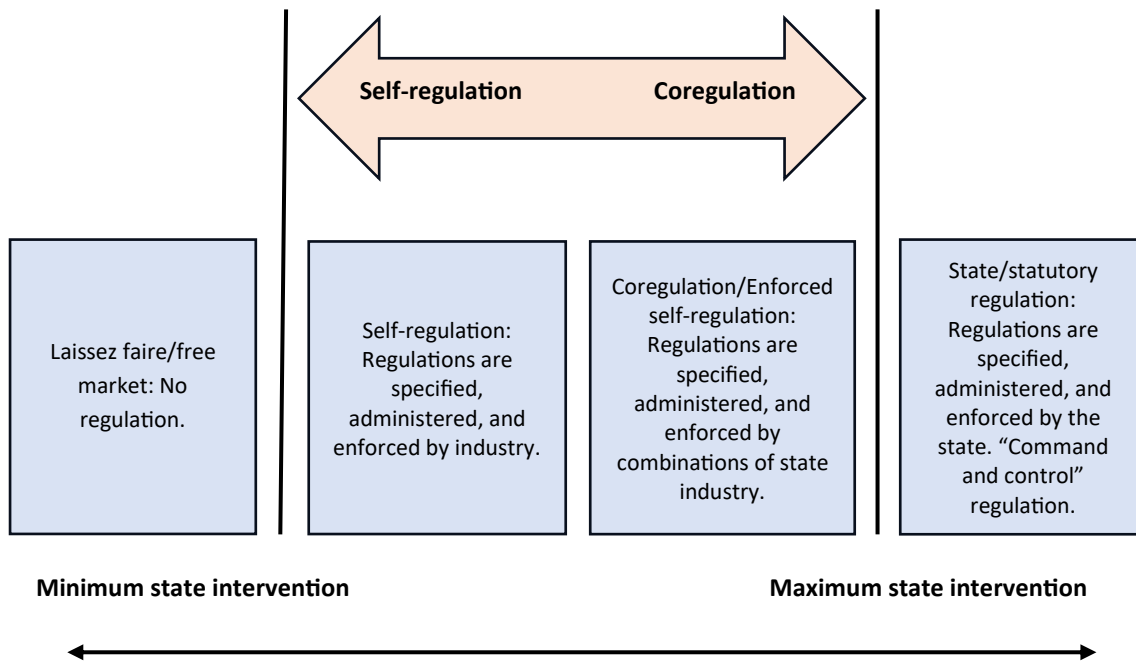 Self-regulation
Coregulation
Laissez faire/free
market: No
regulation.
Self-regulation:
Regulations are
specified,
administered, and
enforced by industry.
Coregulation/Enforced
self-regulation:
Regulations are
specified,
administered, and
enforced by
combinations of state
industry.
State/statutory
regulation:
Regulations are
specified,
administered, and
enforced by the
state. “Command
and control”
regulation.
Minimum state intervention
Maximum state intervention